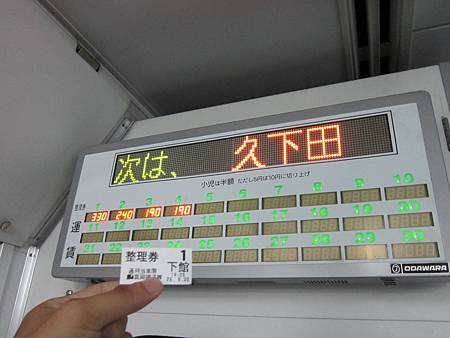 次は、 久下田
小児は半額 ただし5円は10円に切り上げ
整理券 1 2 3 4 5 6 7 8 9 10
330 240 190 190
11 12 13 14 15 16 17 18 19 20
運賃
21 22 23 24 25 26 27 28 29 30
ODAWARA
整理券 1
下館